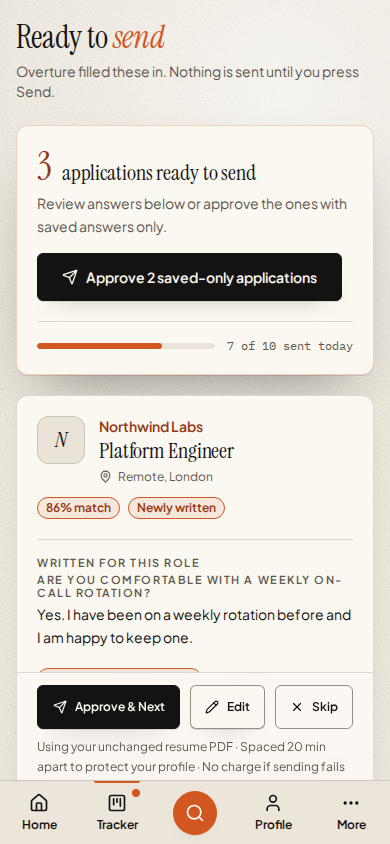 Ready to send
Overture filled these in. Nothing is sent until you press
Send.
3 applications ready to send
Review answers below or approve the ones with
saved answers only.
Approve 2 saved-only applications
7 of 10 sent today
N
Northwind Labs
Platform Engineer
Remote, London
86% match Newly written
WRITTEN FOR THIS ROLE
ARE YOU COMFORTABLE WITH A WEEKLY ON-
CALL ROTATION?
Yes. I have been on a weekly rotation before and
I am happy to keep one.
Approve & Next Edit Skip
Using your unchanged resume PDF · Spaced 20 min
apart to protect your profile · No charge if sending fails
Home Tracker Profile More